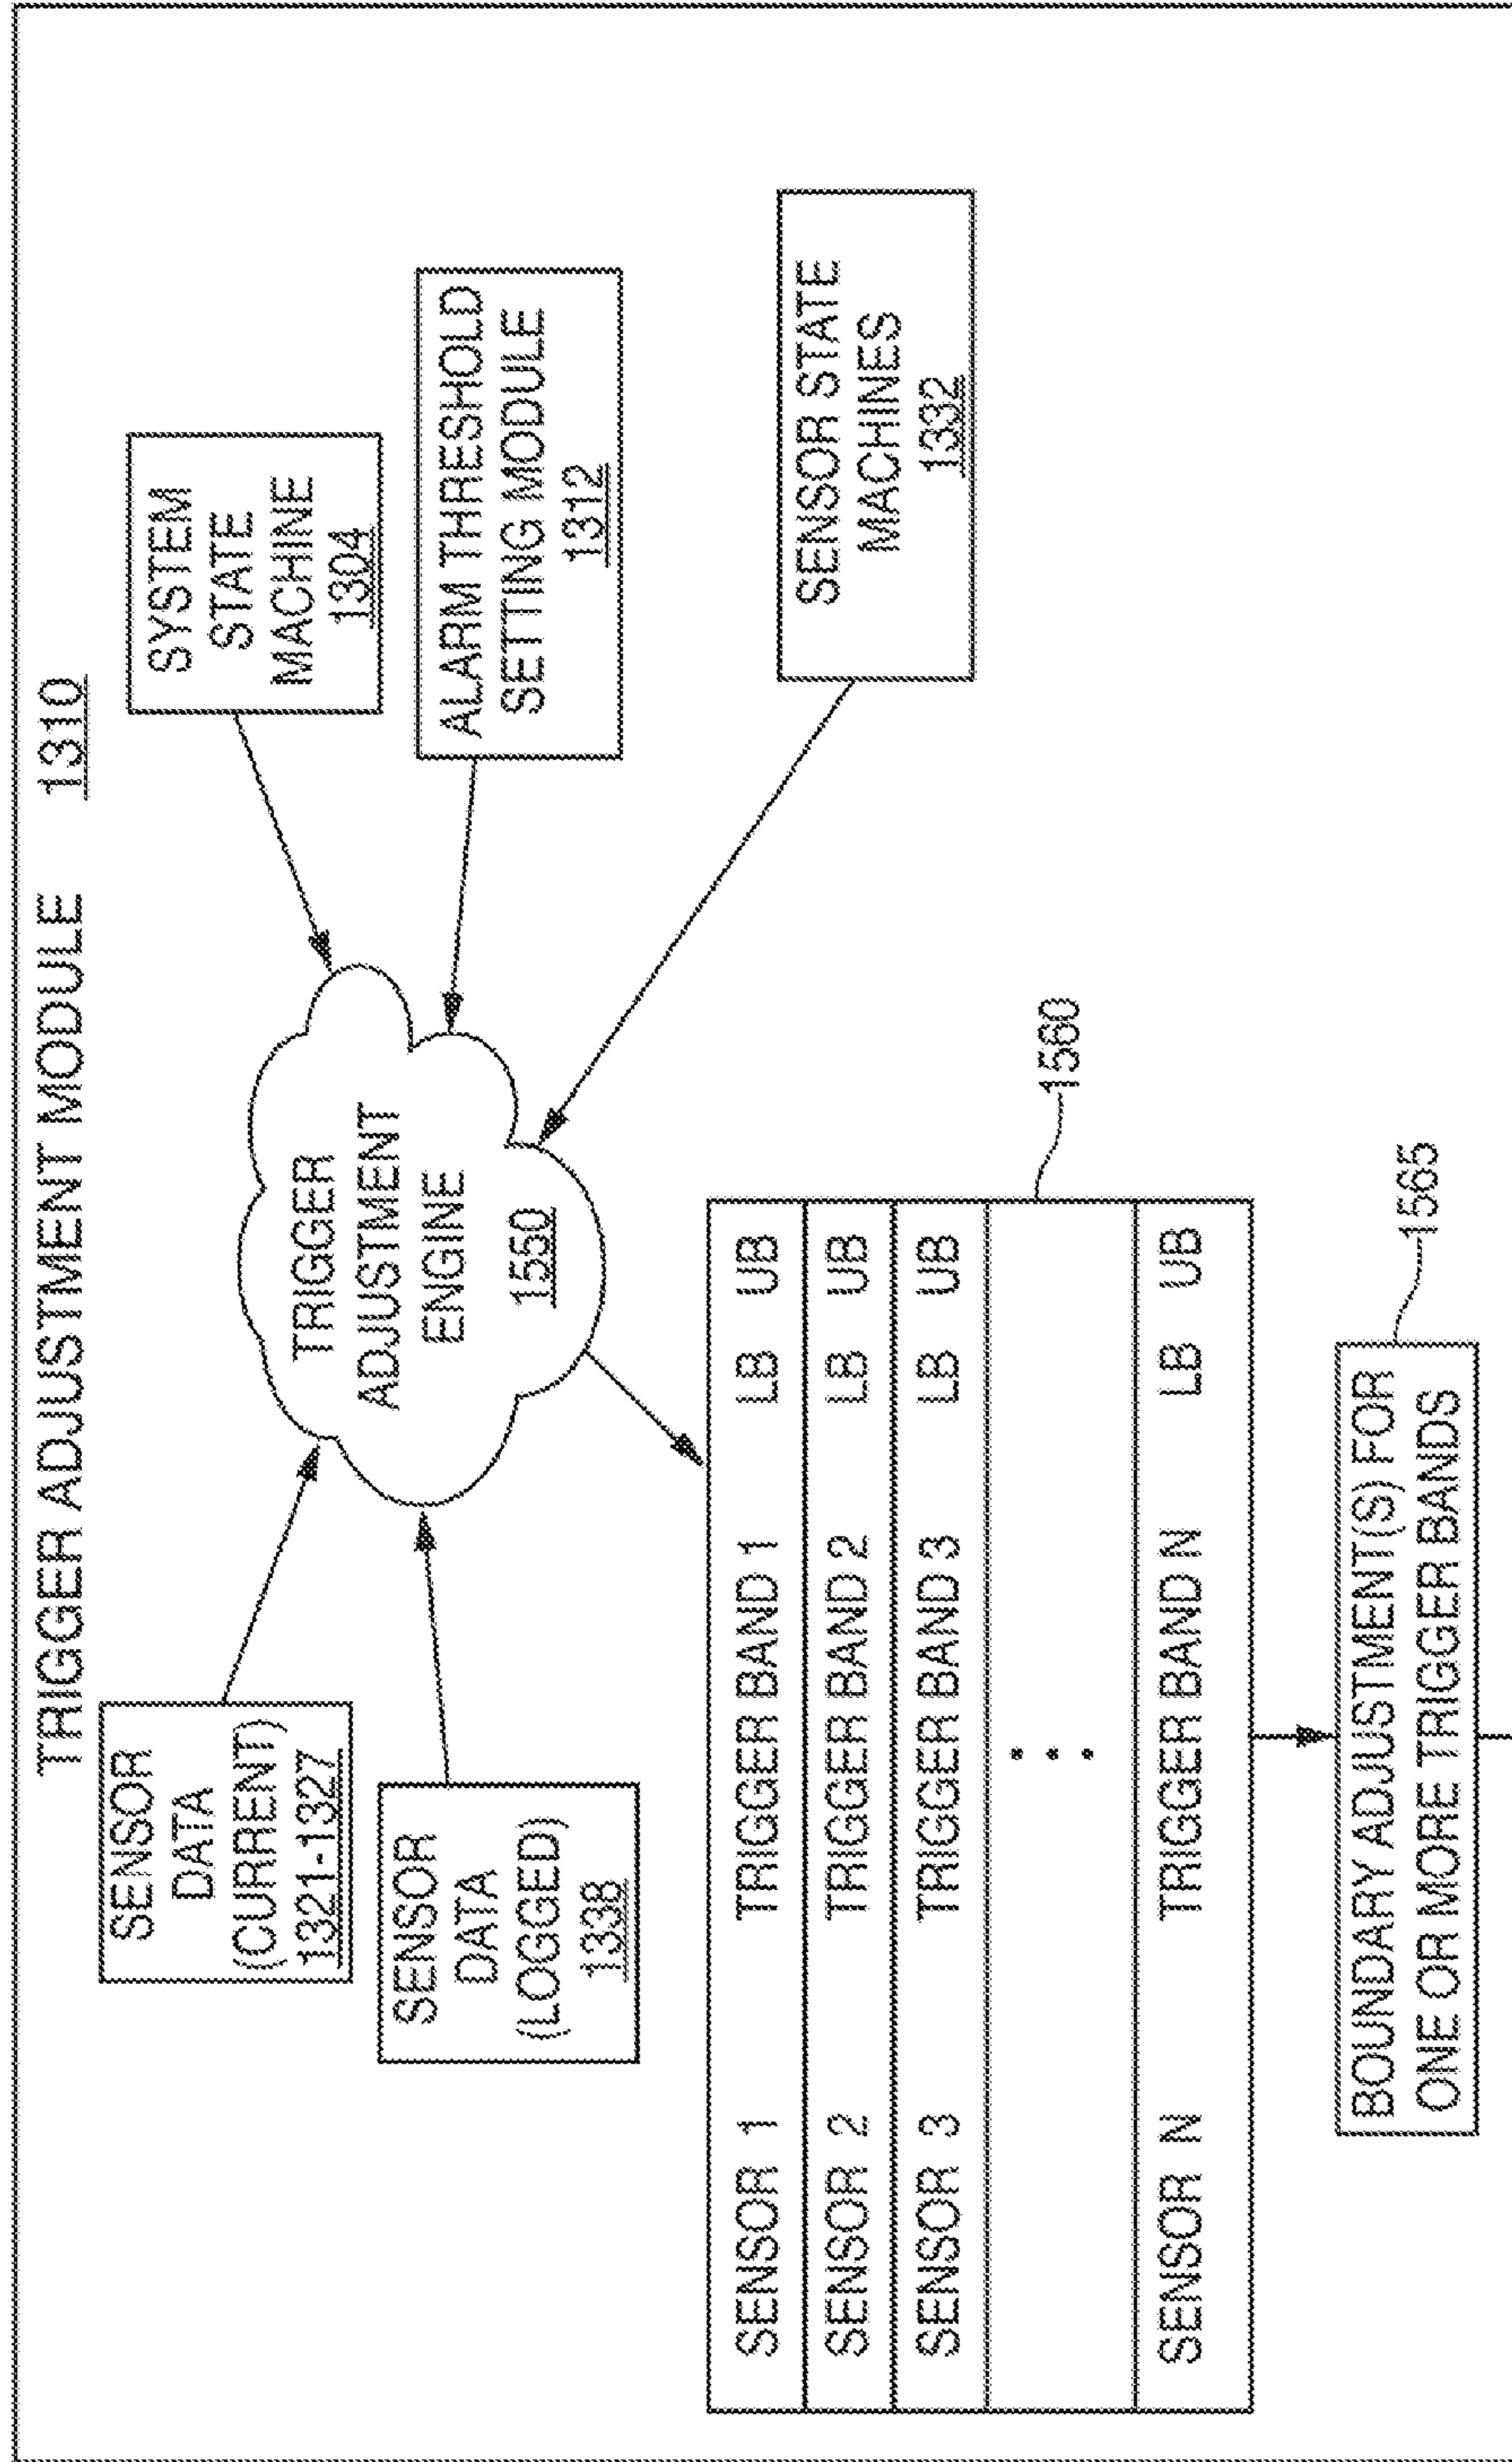 TRIGGER ADJUSTMENT MODULE 1310
SENSOR
DATA
(CURRENT)
1321-1327
SENSOR
DATA
(LOGGED)
1338
TRIGGER
ADJUSTMENT
ENGINE
1550
SYSTEM
STATE
MACHINE
1304
ALARM THRESHOLD
SETTING MODULE
1312
SENSOR STATE
MACHINES
1332
1560
SENSOR 1 TRIGGER BAND 1 LB UB
SENSOR 2 TRIGGER BAND 2 LB UB
SENSOR 3 TRIGGER BAND 3 LB UB
. . .
SENSOR N TRIGGER BAND N LB UB
BOUNDARY ADJUSTMENT(S) FOR
ONE OR MORE TRIGGER BANDS
1565